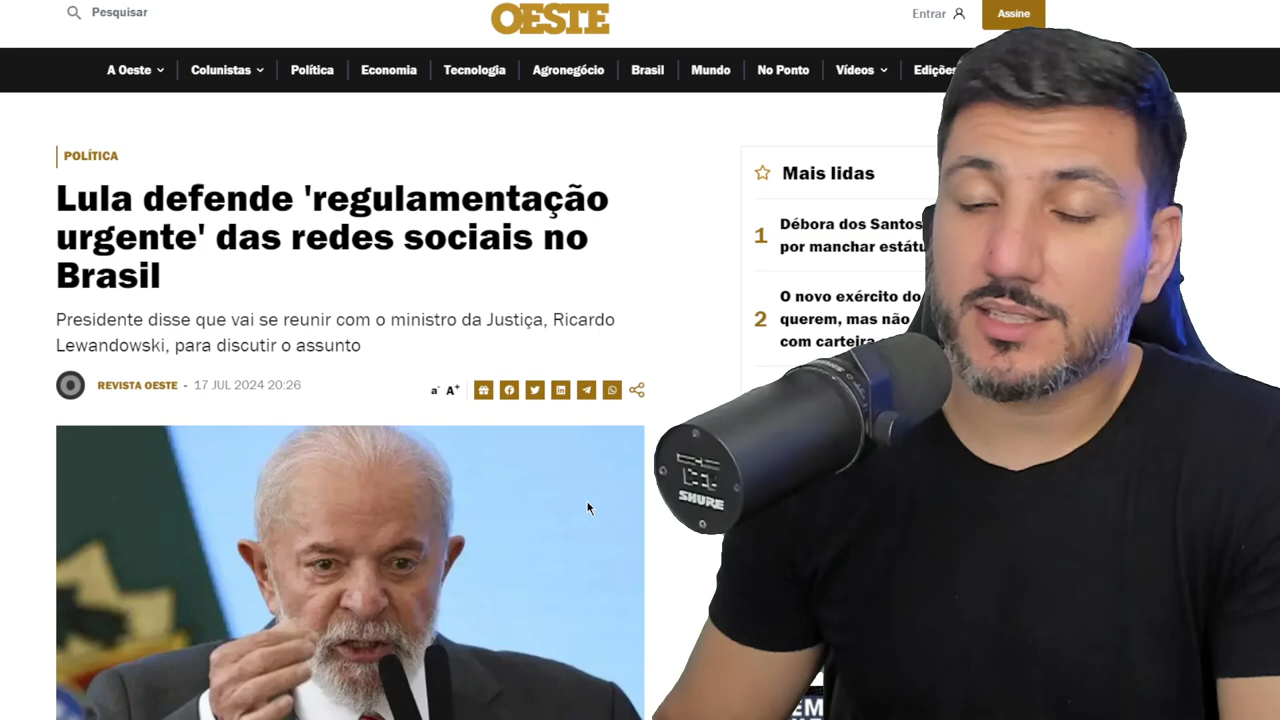 Pesquisar
OESTE
Entrar
Assine
A Oeste
Colunistas
Política
Economia
Tecnologia
Agronegócio
Brasil
Mundo
No Ponto
Vídeos
Edições
POLÍTICA
Lula defende 'regulamentação
urgente' das redes sociais no
Brasil
Presidente disse que vai se reunir com o ministro da Justiça, Ricardo
Lewandowski, para discutir o assunto
REVISTA OESTE - 17 JUL 2024 20:26
a- A+
Mais lidas
1
Débora dos Santos
por manchar estátu
2
O novo exército do
querem, mas não
com carteira
SHURE